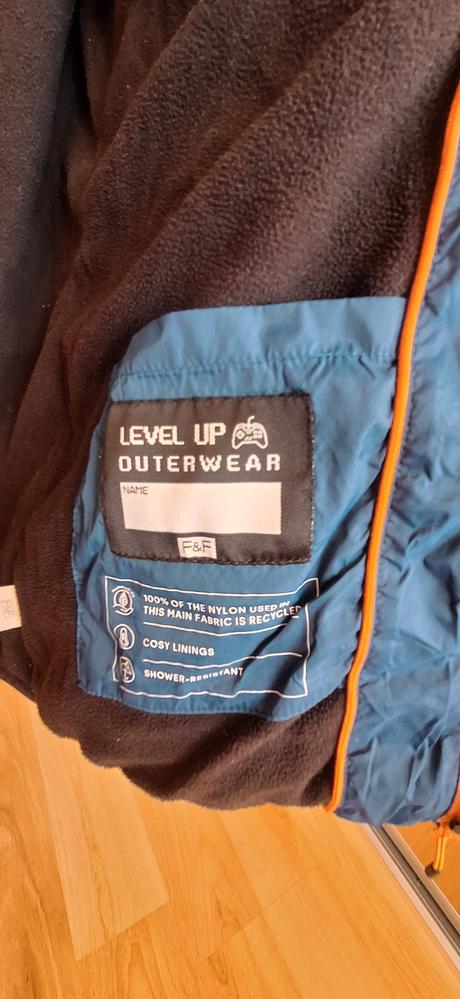 LEVEL UP
OUTERWEAR
NAME
F&F
100% OF THE NYLON USED IN
THIS MAIN FABRIC IS RECYCLED
COSY LININGS
SHOWER-RESISTANT